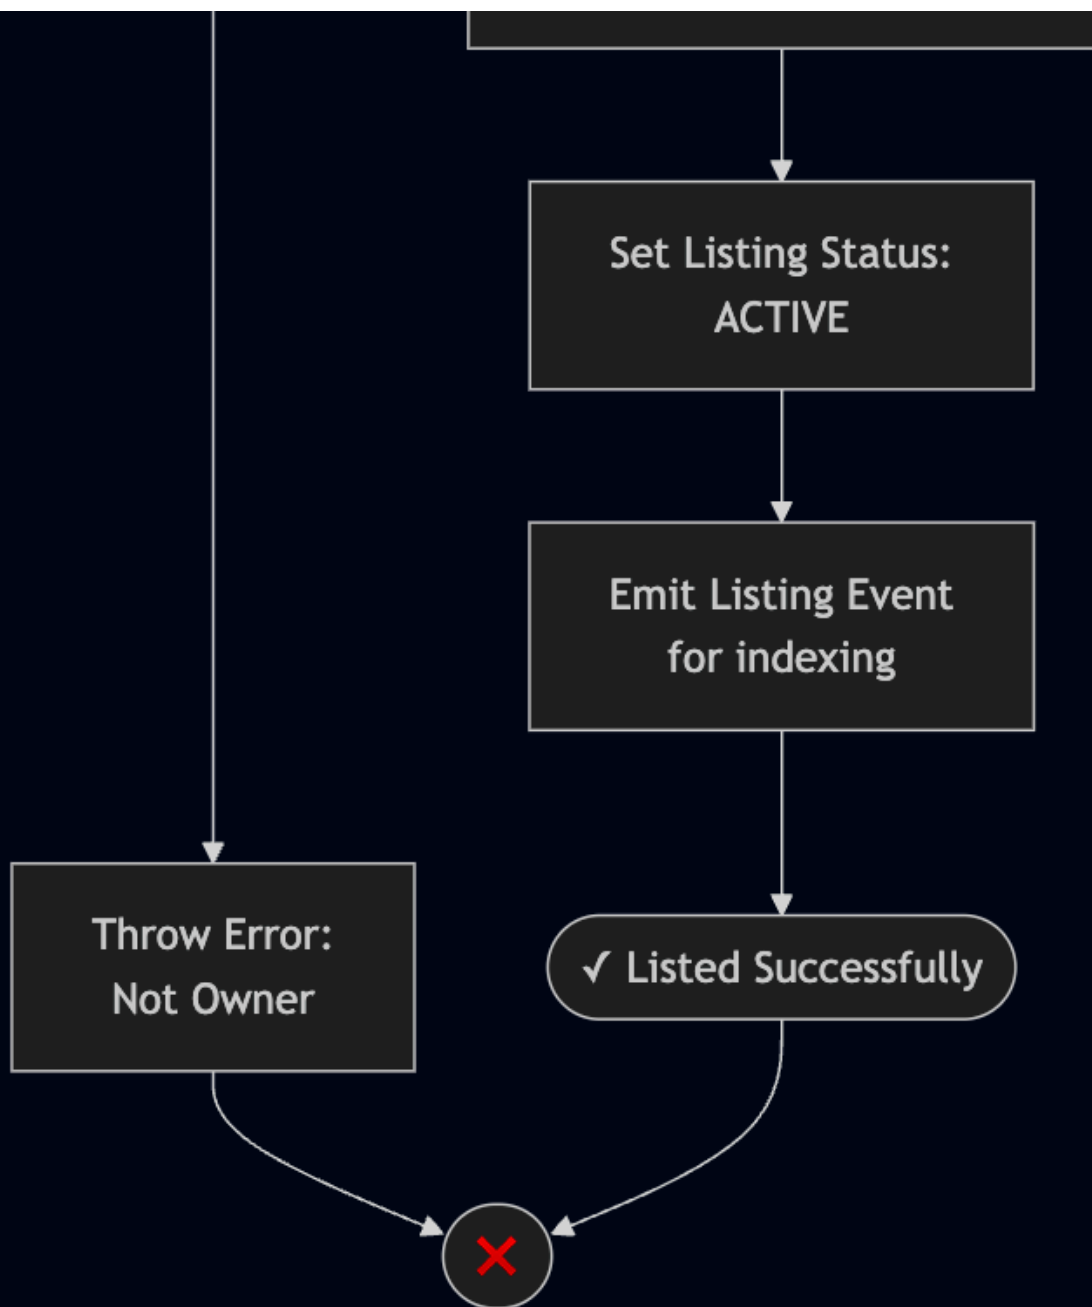 Set Listing Status:
ACTIVE
Emit Listing Event
for indexing
Throw Error:
Not Owner
✓ Listed Successfully
❌